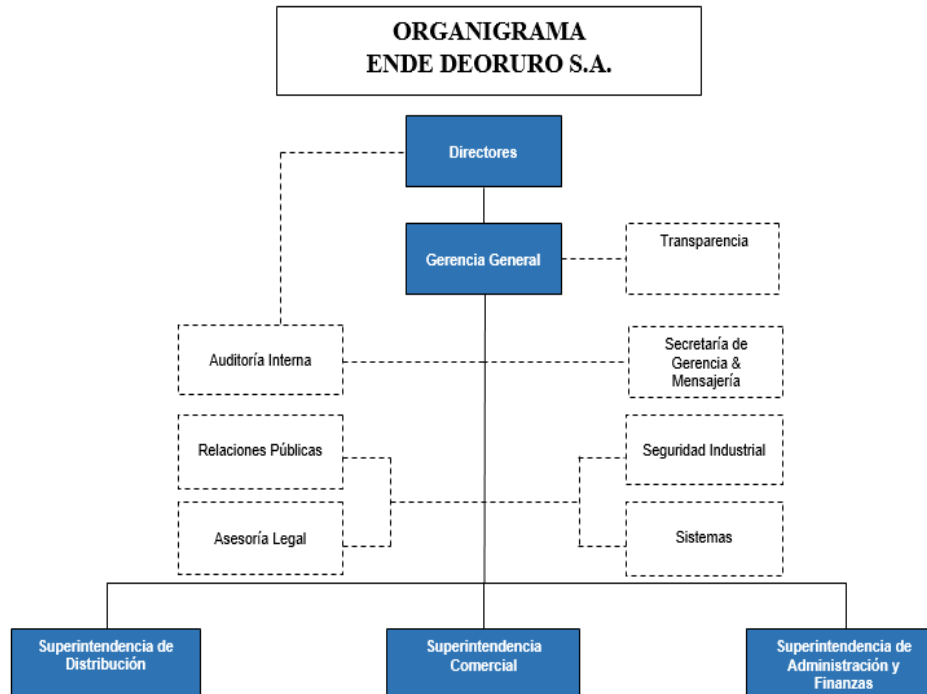 ORGANIGRAMA
ENDE DEORURO S.A.
Directores
Gerencia General
Transparencia
Auditoría Interna
Secretaría de
Gerencia &
Mensajería
Relaciones Públicas
Seguridad Industrial
Asesoría Legal
Sistemas
Superintendencia de
Distribución
Superintendencia
Comercial
Superintendencia de
Administración y
Finanzas